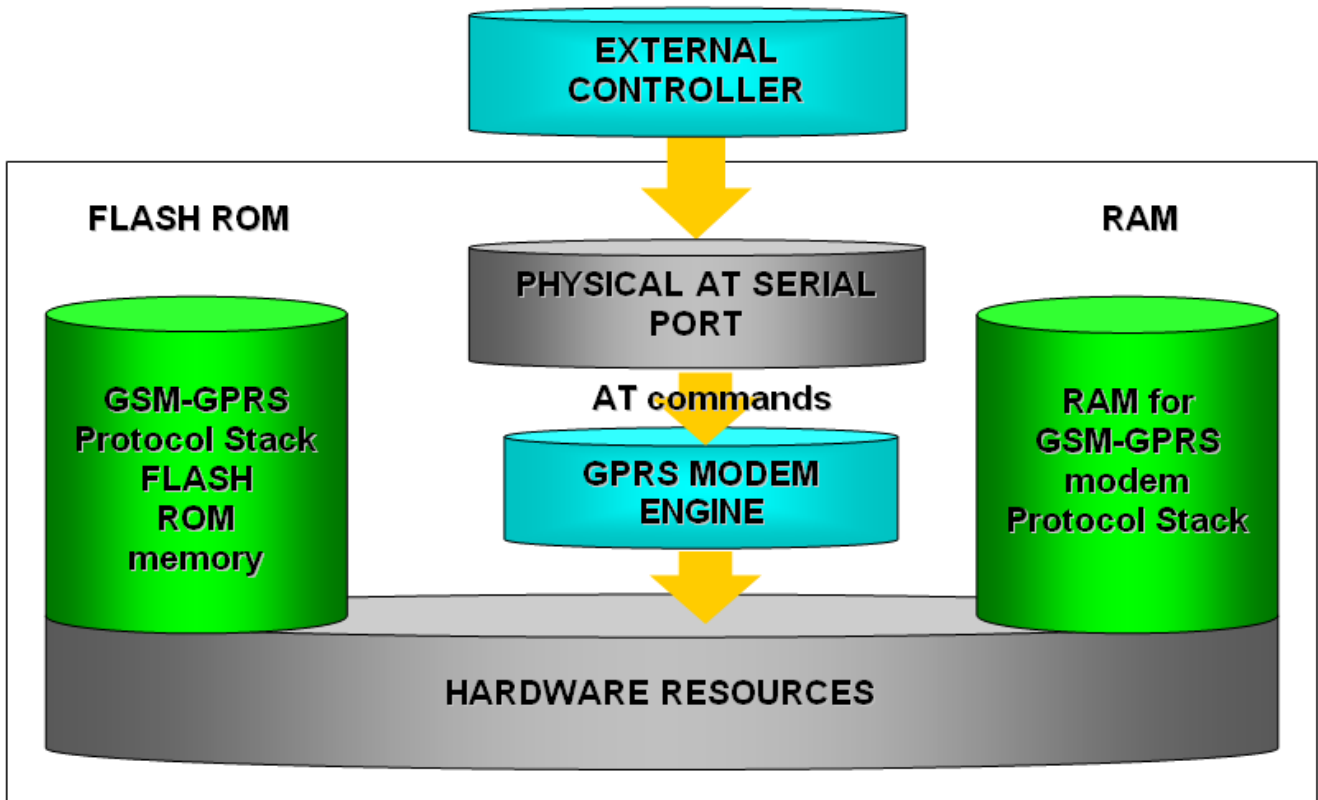 EXTERNAL
CONTROLLER
FLASH ROM
RAM
PHYSICAL AT SERIAL
PORT
AT commands
GSM-GPRS
Protocol Stack
FLASH
ROM
memory
GPRS MODEM
ENGINE
RAM for
GSM-GPRS
modem
Protocol Stack
HARDWARE RESOURCES